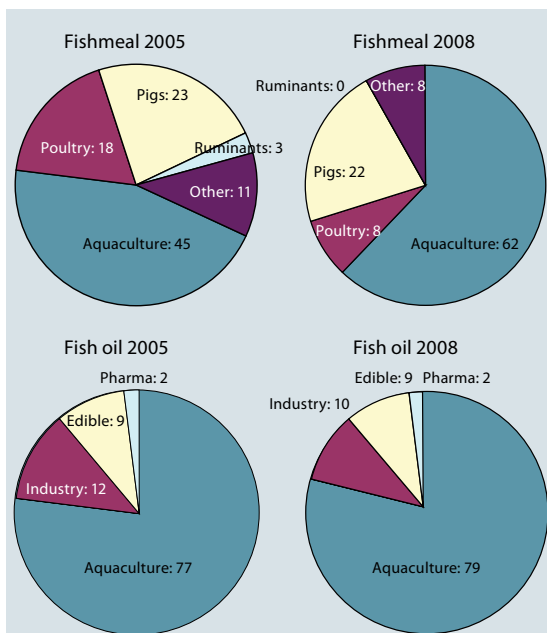 Fishmeal 2005
Pigs: 23
Poultry: 18
Ruminants: 3
Other: 11
Aquaculture: 45
Fishmeal 2008
Ruminants: 0
Other: 8
Pigs: 22
Poultry: 8
Aquaculture: 62
Fish oil 2005
Pharma: 2
Edible: 9
Industry: 12
Aquaculture: 77
Fish oil 2008
Edible: 9
Pharma: 2
Industry: 10
Aquaculture: 79